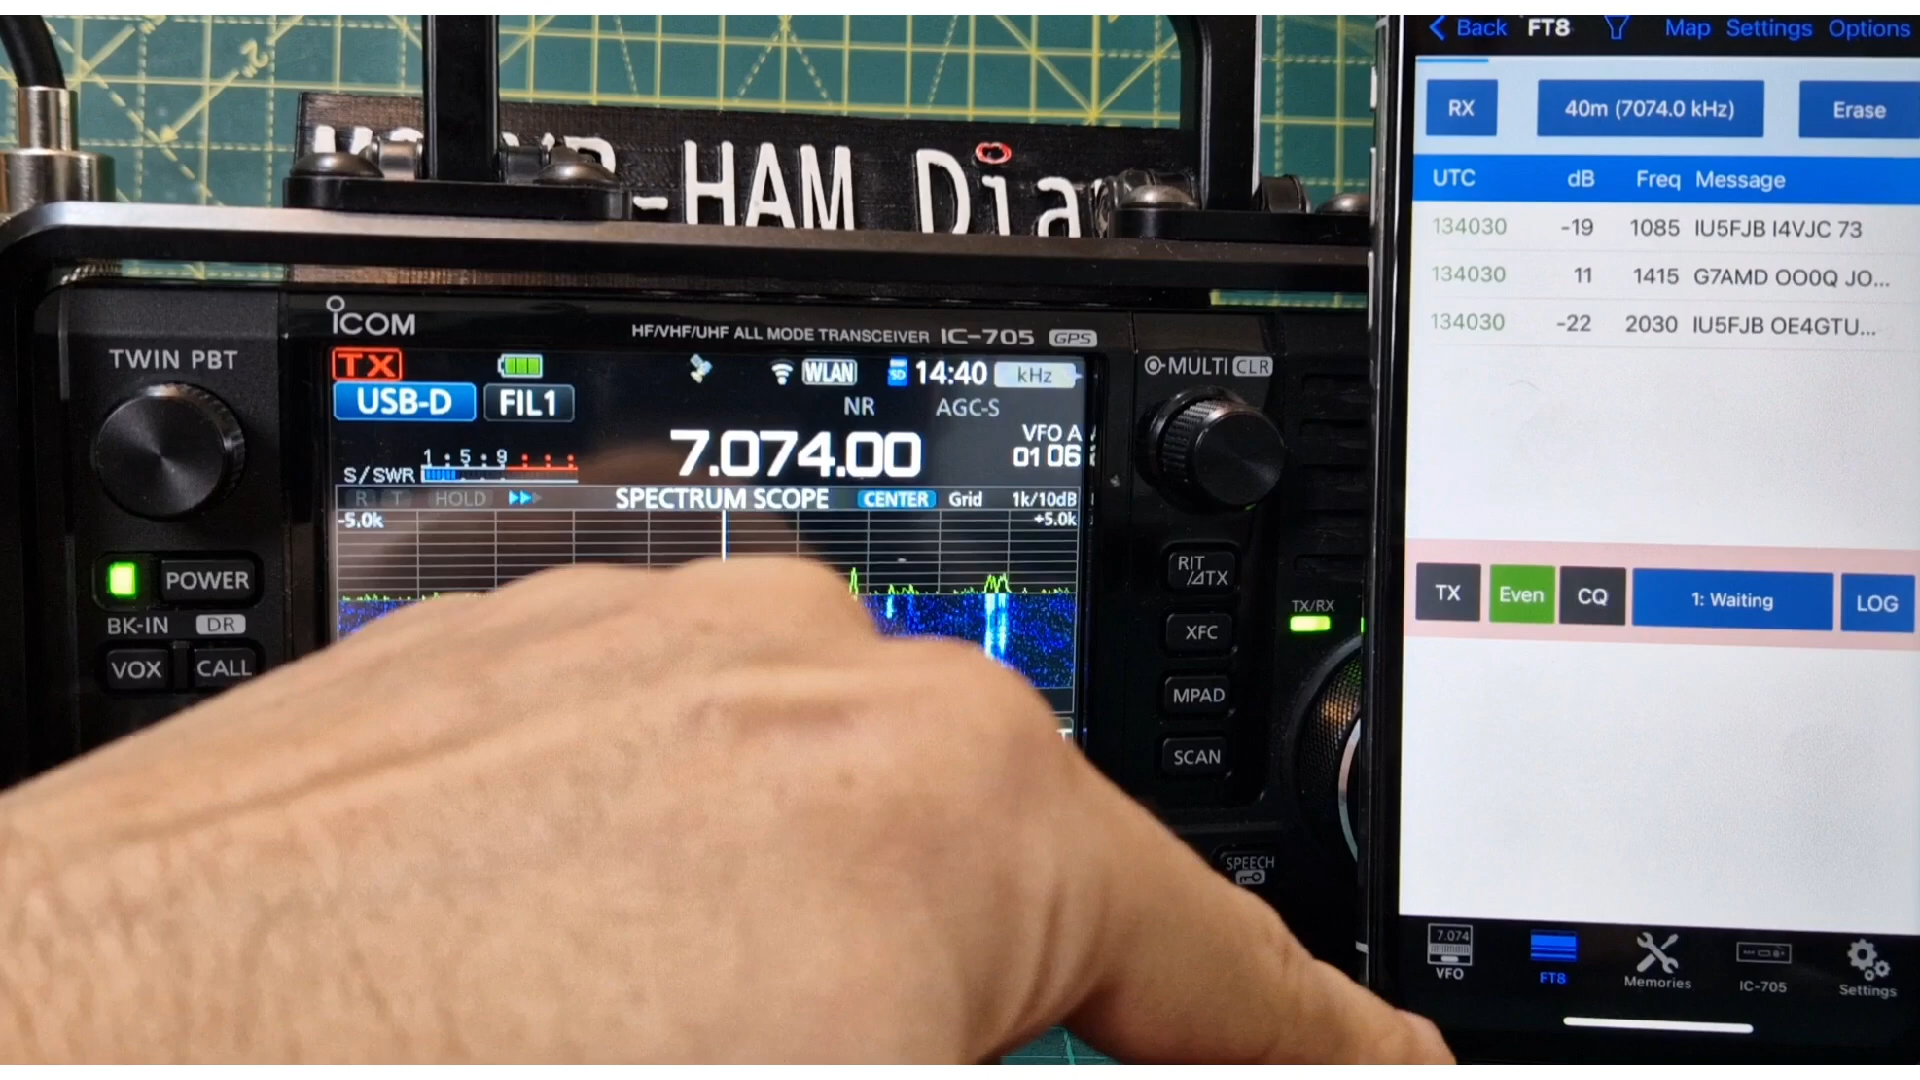 -HAM Dia
ICOM
HF/VHF/UHF ALL MODE TRANSCEIVER IC-705 GPS
TWIN PBT
TX
WLAN SD 14:40 kHz
USB-D FIL1
NR AGC-S
7.074.00
VFO A
01 06
1 : 5 : 9 : : :
S/SWR
R T HOLD SPECTRUM SCOPE CENTER Grid 1k/10dB
-5.0k +5.0k
POWER
BK-IN DR
VOX CALL
MULTI CLR
RIT
/ΔTX
TX/RX
XFC
MPAD
SCAN
SPEECH
Back FT8 Map Settings Options
RX 40m (7074.0 kHz) Erase
UTC dB Freq Message
134030 -19 1085 IU5FJB I4VJC 73
134030 11 1415 G7AMD OO0Q JO...
134030 -22 2030 IU5FJB OE4GTU...
TX Even CQ 1: Waiting LOG
7.074
VFO FT8 Memories IC-705 Settings
2"